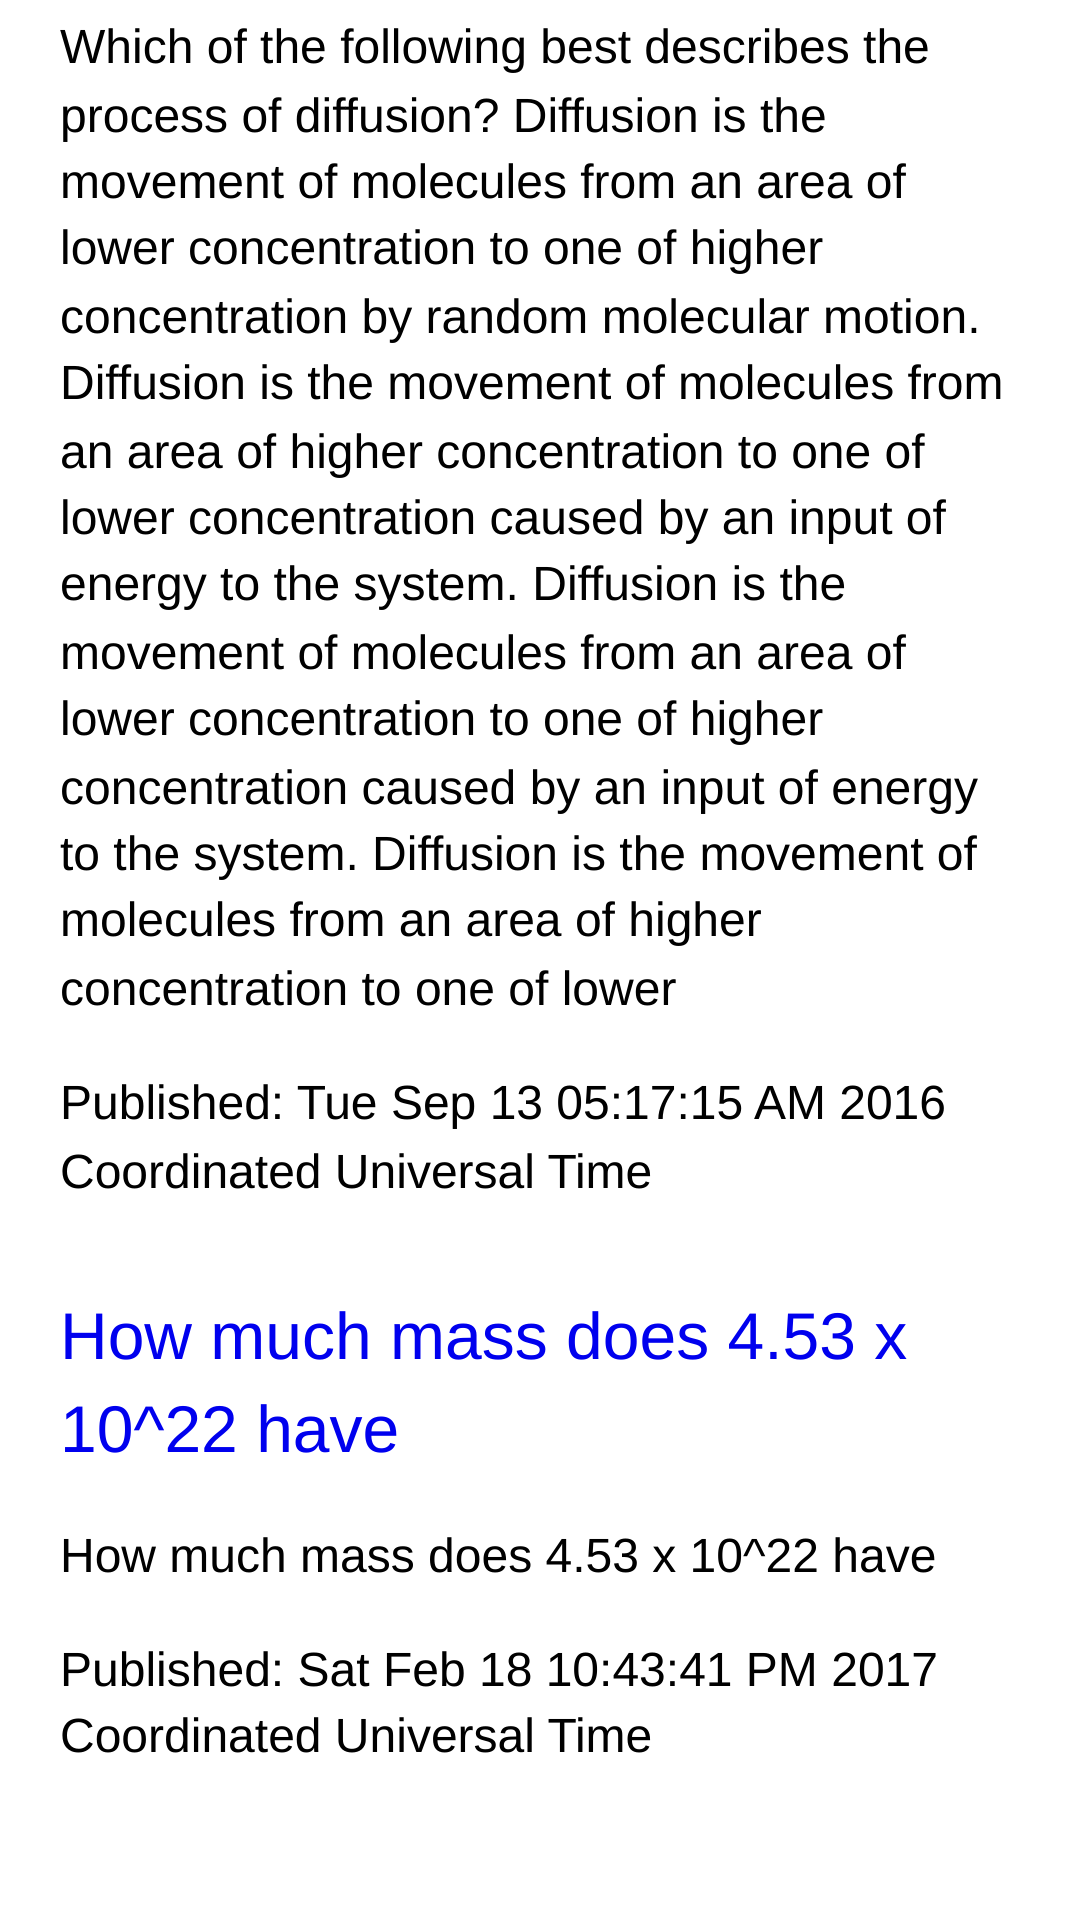 Which of the following best describes the
process of diffusion? Diffusion is the
movement of molecules from an area of
lower concentration to one of higher
concentration by random molecular motion.
Diffusion is the movement of molecules from
an area of higher concentration to one of
lower concentration caused by an input of
energy to the system. Diffusion is the
movement of molecules from an area of
lower concentration to one of higher
concentration caused by an input of energy
to the system. Diffusion is the movement of
molecules from an area of higher
concentration to one of lower
Published: Tue Sep 13 05:17:15 AM 2016
Coordinated Universal Time
How much mass does 4.53 x
10^22 have
How much mass does 4.53 x 10^22 have
Published: Sat Feb 18 10:43:41 PM 2017
Coordinated Universal Time